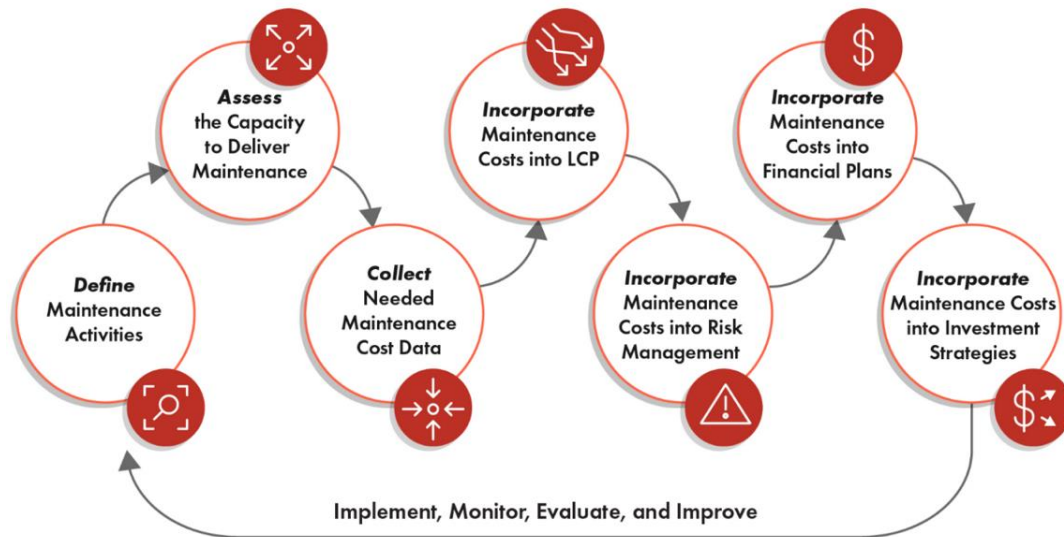 Define
Maintenance
Activities
Assess
the Capacity
to Deliver
Maintenance
Collect
Needed
Maintenance
Cost Data
Incorporate
Maintenance
Costs into LCP
Incorporate
Maintenance
Costs into Risk
Management
Incorporate
Maintenance
Costs into
Financial Plans
Incorporate
Maintenance Costs
into Investment
Strategies
Implement, Monitor, Evaluate, and Improve